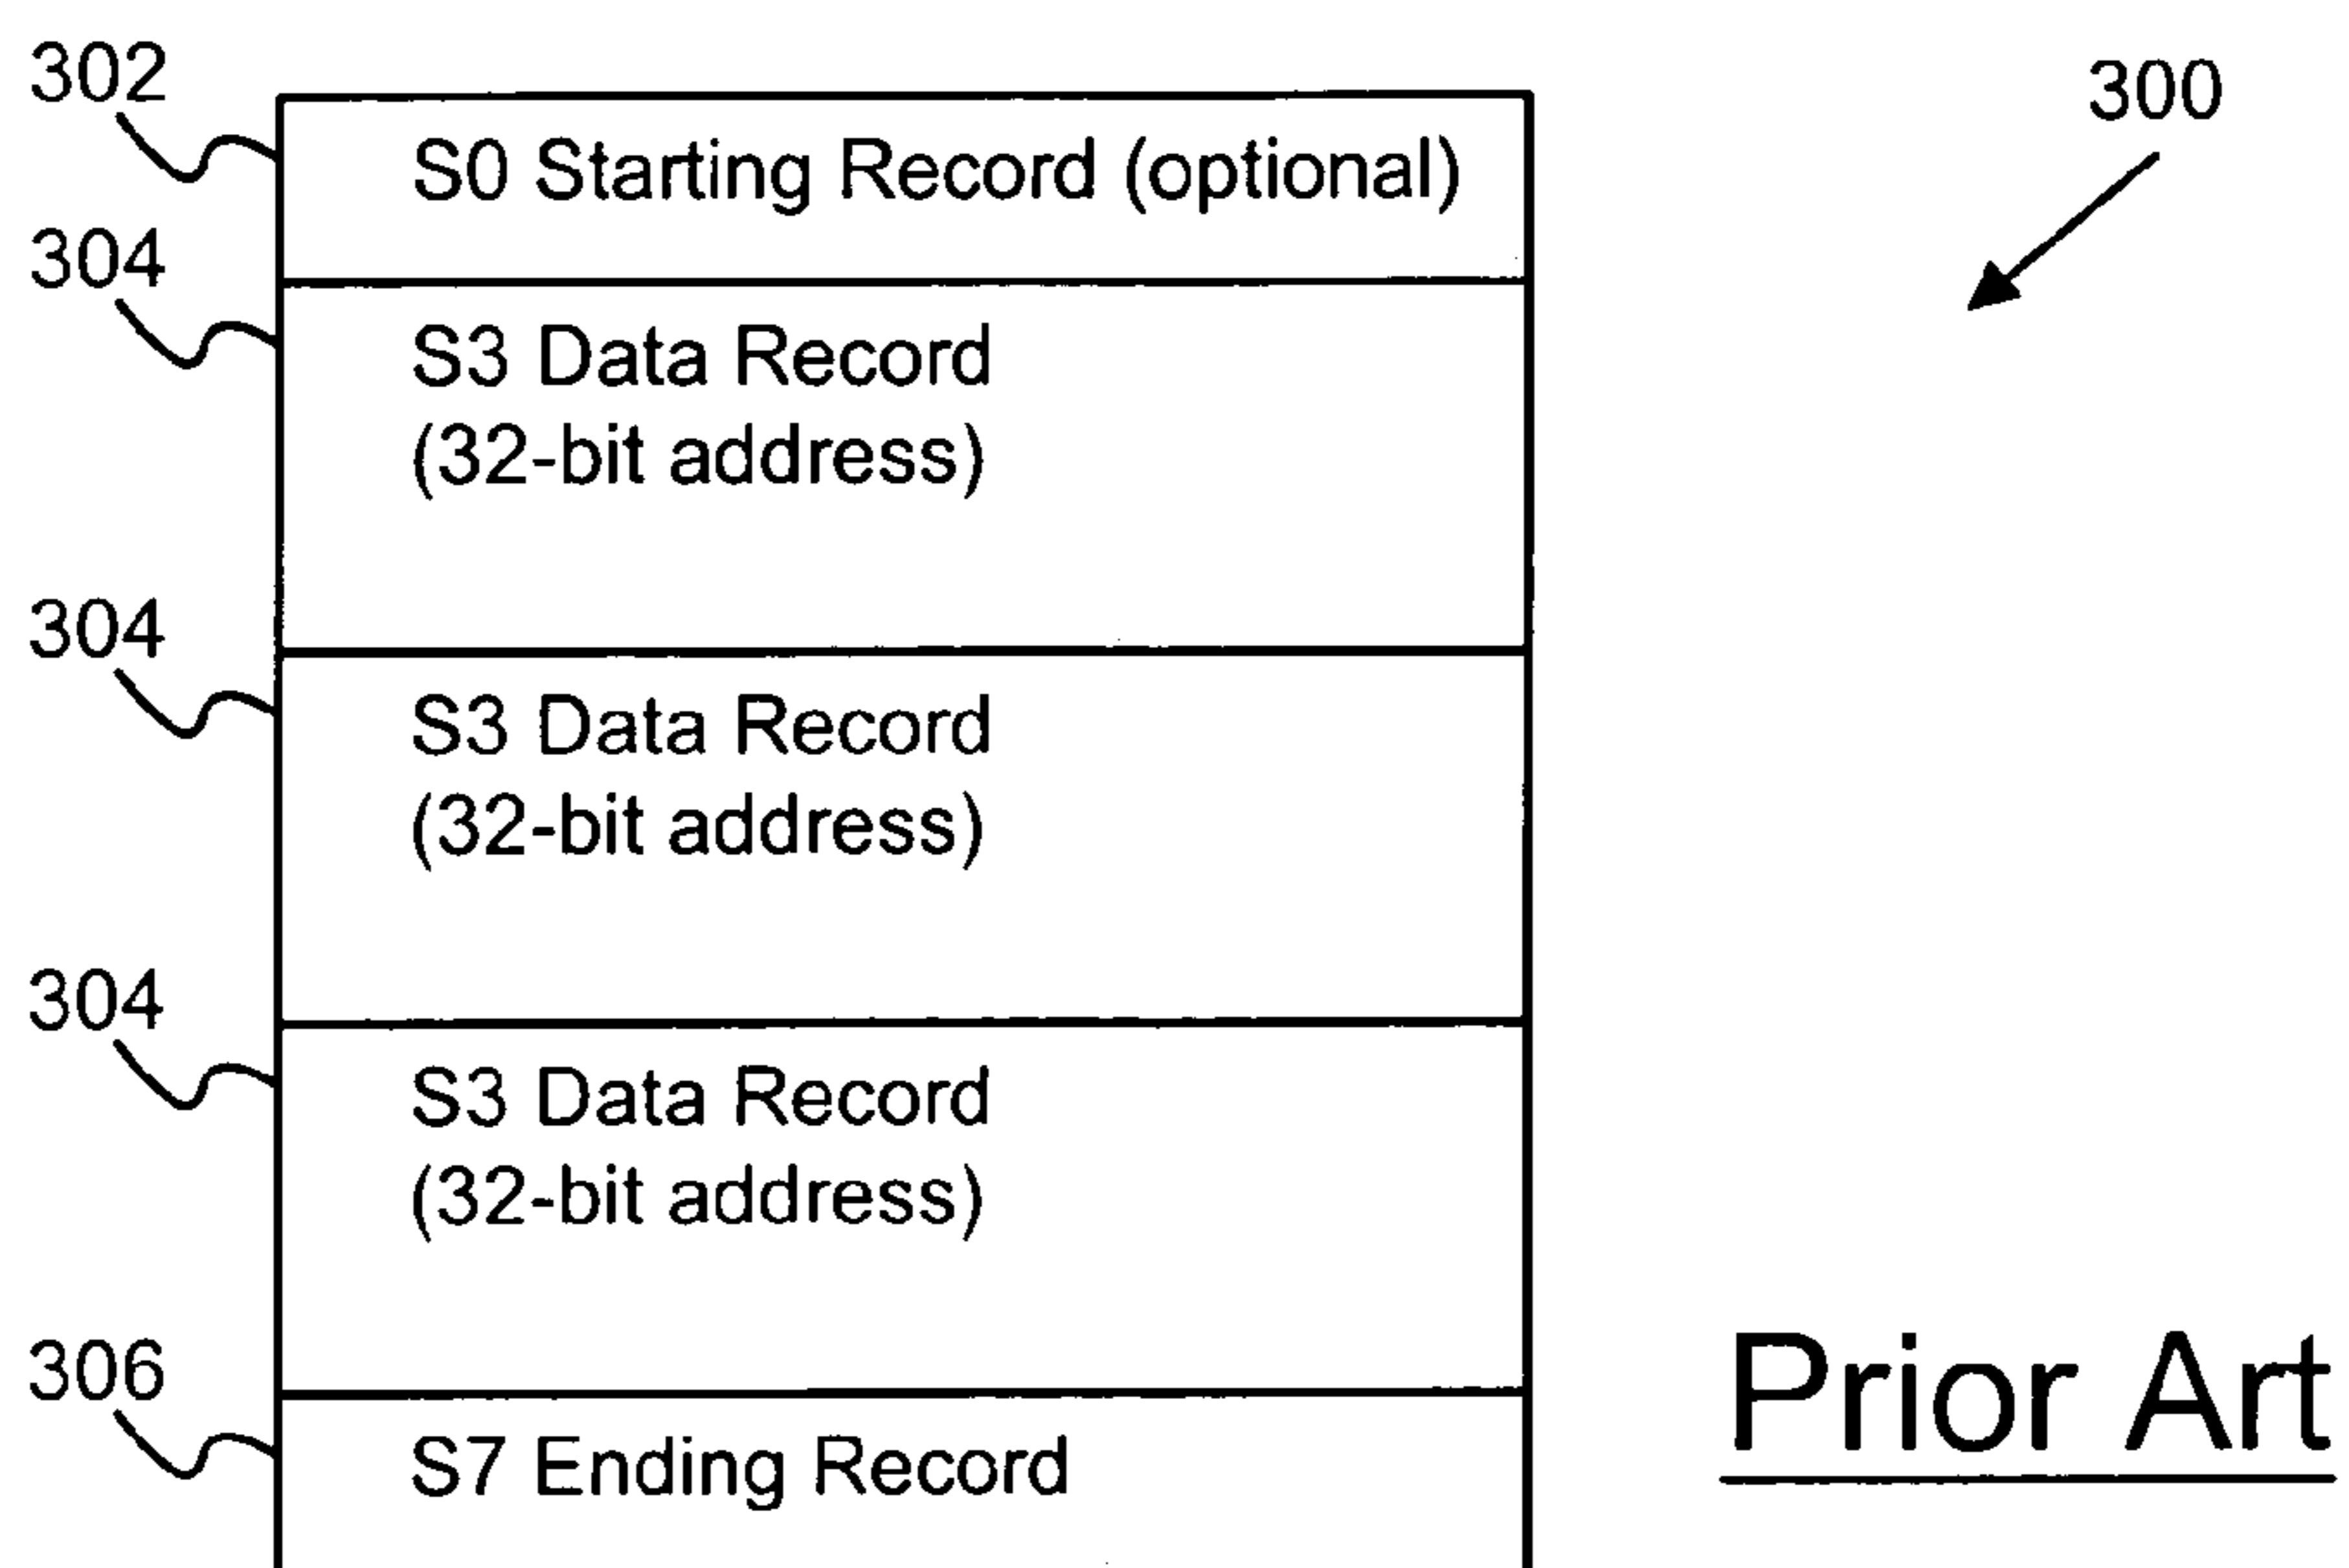 302
300
S0 Starting Record (optional)
304
S3 Data Record
(32-bit address)
304
S3 Data Record
(32-bit address)
304
S3 Data Record
(32-bit address)
306
S7 Ending Record
Prior Art